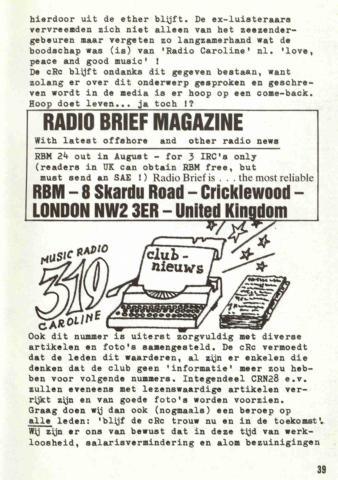 hierdoor uit de ether blijft. De ex-luisteraars
vervreemden zich niet alleen van het zeezender-
gebeuren maar vergeten zo langzamerhand wat de
boodschap was (is) van 'Radio Caroline' nl. 'love,
peace and good music' !
De cRc blijft ondanks dit gegeven bestaan, want
zolang er over dit onderwerp gesproken en geschre-
ven wordt in de media is er hoop op een come-back.
Hoop doet leven... ja toch !?
RADIO BRIEF MAGAZINE
With latest offshore and other radio news
RBM 24 out in August - for 3 IRC's only
(readers in UK can obtain RBM free, but
must send an SAE !) Radio Brief is . . . the most reliable
RBM – 8 Skardu Road – Cricklewood –
LONDON NW2 3ER – United Kingdom
MUSIC RADIO
319
CAROLINE
club-
nieuws
Ook dit nummer is uiterst zorgvuldig met diverse
artikelen en foto's samengesteld. De cRc vermoedt
dat de leden dit waarderen, al zijn er enkelen die
denken dat de club geen 'informatie' meer zou heb-
ben voor volgende nummers. Integendeel CRN28 e.v.
zullen eveneens met lezenswaardige artikelen ver-
rijkt zijn en van goede foto's worden voorzien.
Graag doen wij dan ook (nogmaals) een beroep op
alle leden: 'blijf de cRc trouw nu en in de toekomst'.
Wij zijn er ons van bewust dat in deze tijd van werk-
loosheid, salarisvermindering en alom bezuinigingen
39